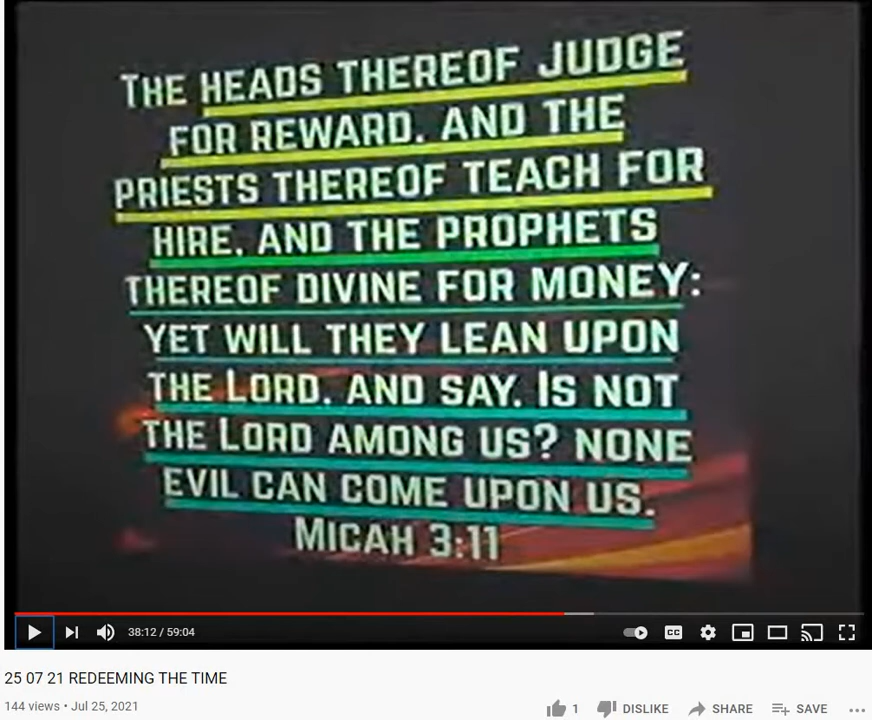 The heads thereof judge
for reward, and the
priests thereof teach for
hire, and the prophets
thereof divine for money:
yet will they lean upon
the Lord, and say, Is not
the Lord among us? none
evil can come upon us.
Micah 3:11
38:12 / 59:04
CC
25 07 21 REDEEMING THE TIME
144 views • Jul 25, 2021
1 DISLIKE SHARE SAVE